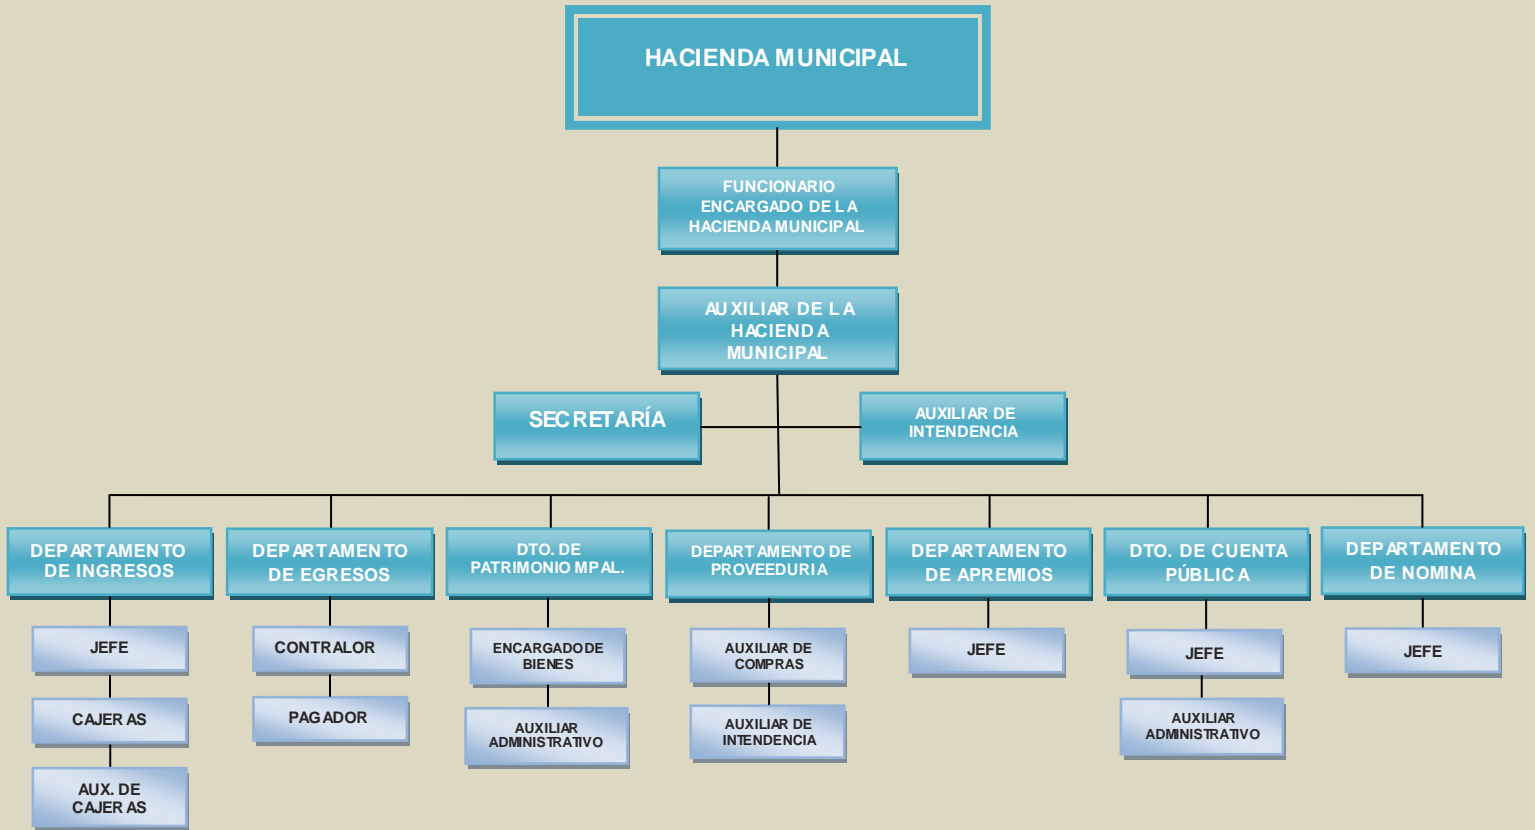 HACIENDA MUNICIPAL
FUNCIONARIO
ENCARGADO DE LA
HACIENDA MUNICIPAL
AUXILIAR DE LA
HACIENDA
MUNICIPAL
SECRETARÍA
AUXILIAR DE
INTENDENCIA
DEPARTAMENTO
DE INGRESOS
DEPARTAMENTO
DE EGRESOS
DTO. DE
PATRIMONIO MPAL.
DEPARTAMENTO DE
PROVEEDURIA
DEPARTAMENTO
DE APREMIOS
DTO. DE CUENTA
PÚBLICA
DEPARTAMENTO
DE NOMINA
JEFE
CONTRALOR
ENCARGADO DE
BIENES
AUXILIAR DE
COMPRAS
JEFE
JEFE
JEFE
CAJERAS
PAGADOR
AUXILIAR
ADMINISTRATIVO
AUXILIAR DE
INTENDENCIA
AUXILIAR
ADMINISTRATIVO
AUX. DE
CAJERAS